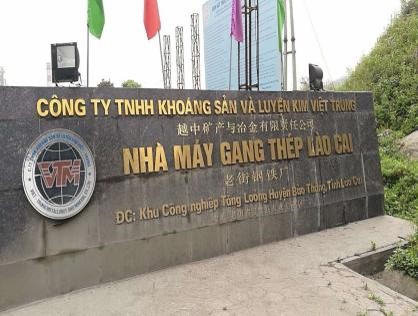 CÔNG TY TNHH KHOÁNG SẢN VÀ LUYỆN KIM VIỆT TRUNG
越中矿产与冶金有限责任公司
NHÀ MÁY GANG THÉP LÀO CAI
老街钢铁厂
ĐC: Khu Công nghiệp Tằng Loỏng Huyện Bảo Thắng, Tỉnh Lào Cai
VTM